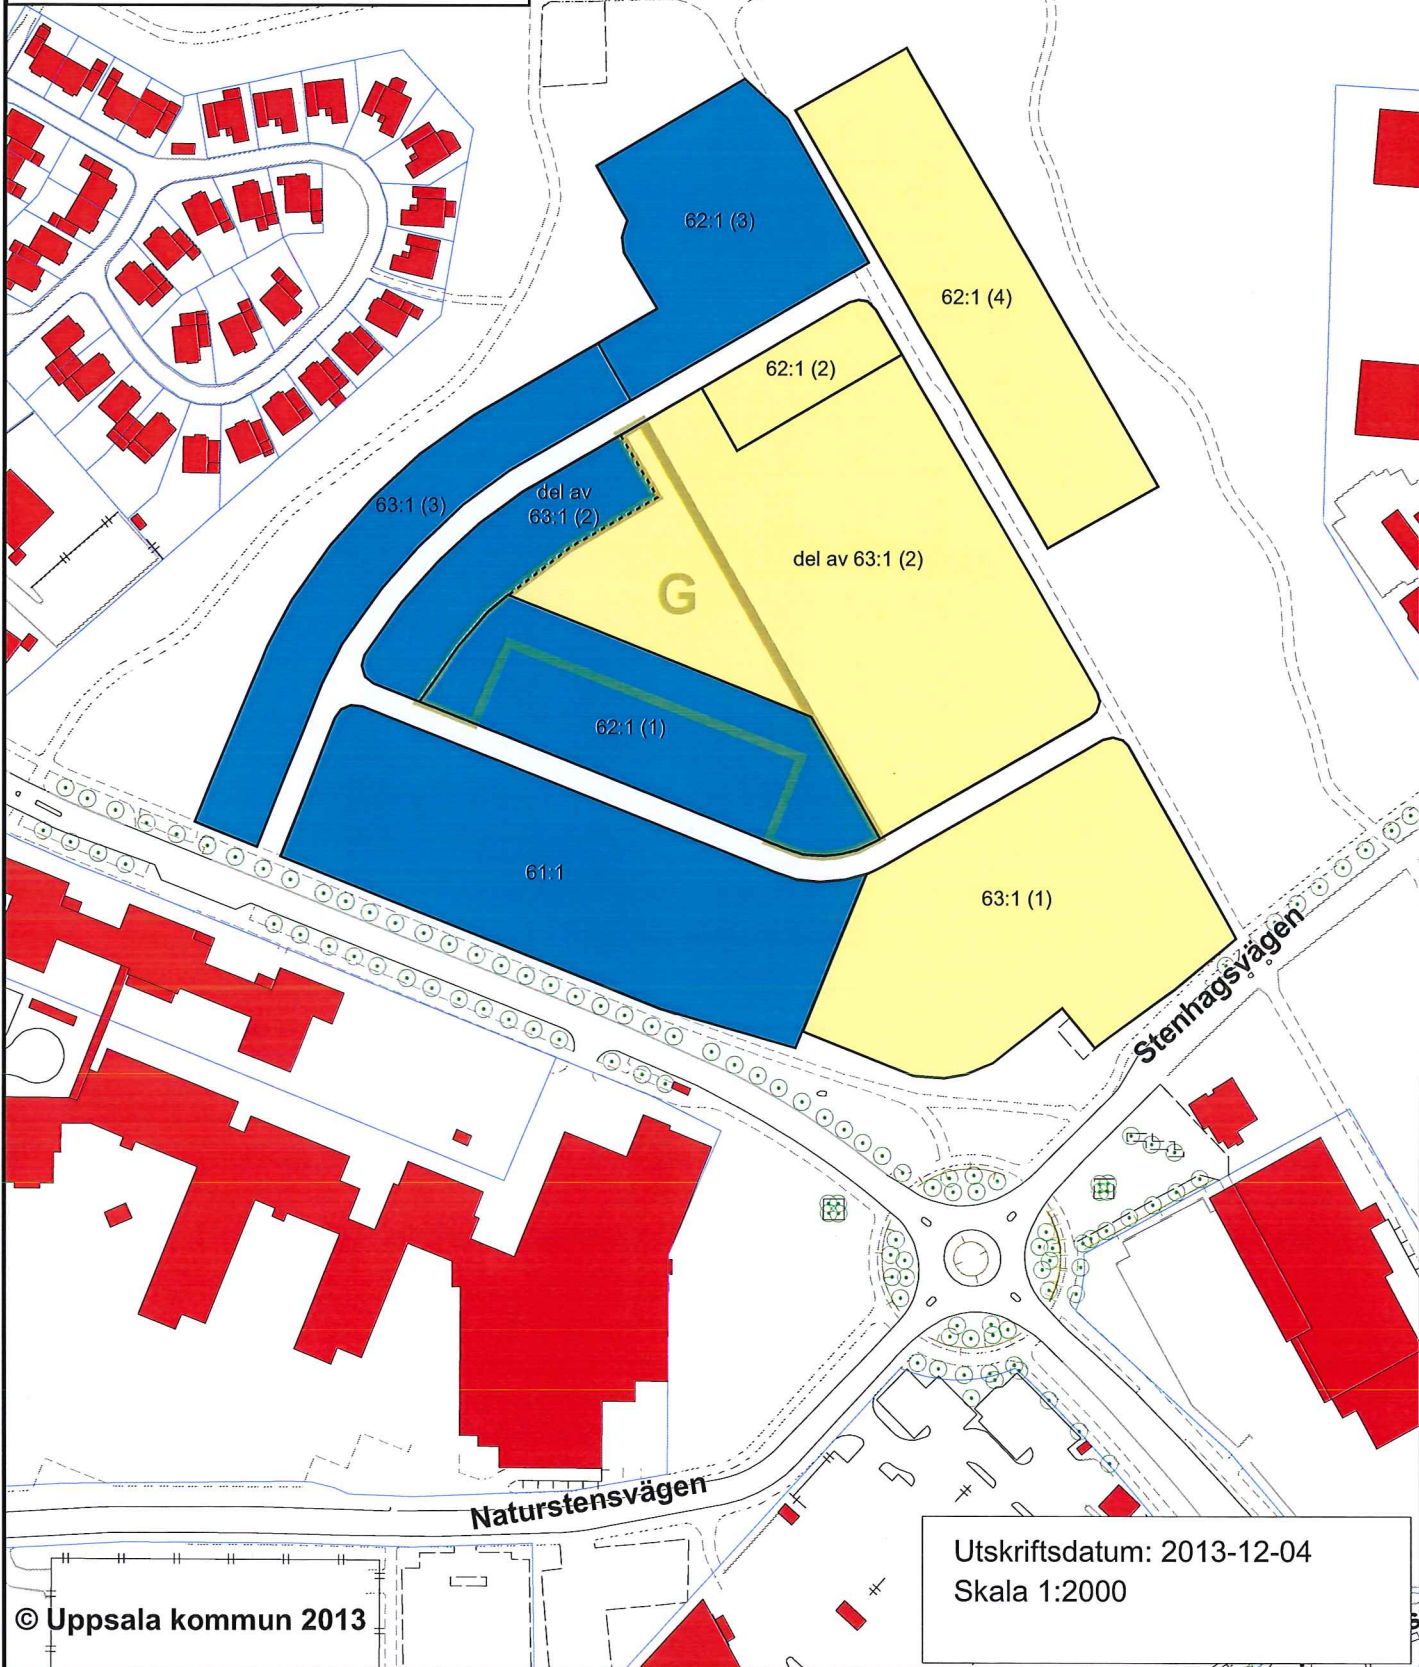 62:1 (3)
62:1 (4)
62:1 (2)
63:1 (3)
del av
63:1 (2)
del av 63:1 (2)
G
62:1 (1)
61:1
63:1 (1)
Stenhagsvägen
Naturstensvägen
Utskriftsdatum: 2013-12-04
Skala 1:2000
© Uppsala kommun 2013